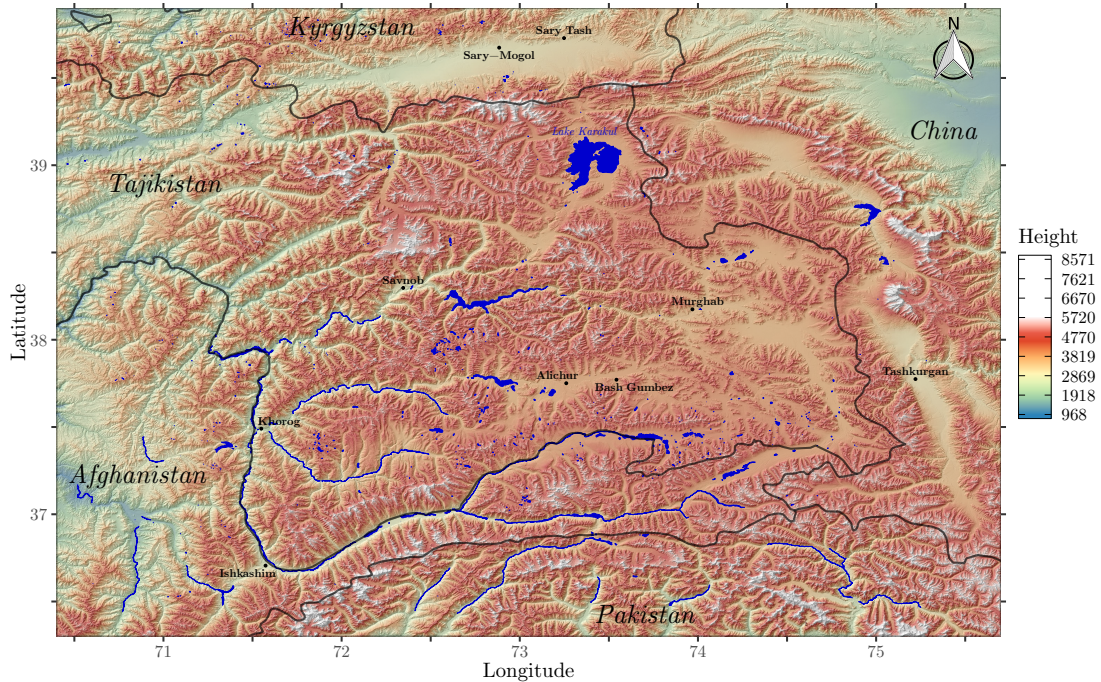 Kyrgyzstan
Sary Tash
Sary–Mogol
N
China
Lake Karakul
Tajikistan
39
Savnob
Murghab
38
Alichur
Bash Gumbez
Tashkurgan
Khorog
Afghanistan
37
Ishkashim
Pakistan
71
72
73
74
75
Longitude
Latitude
Height
8571
7621
6670
5720
4770
3819
2869
1918
968